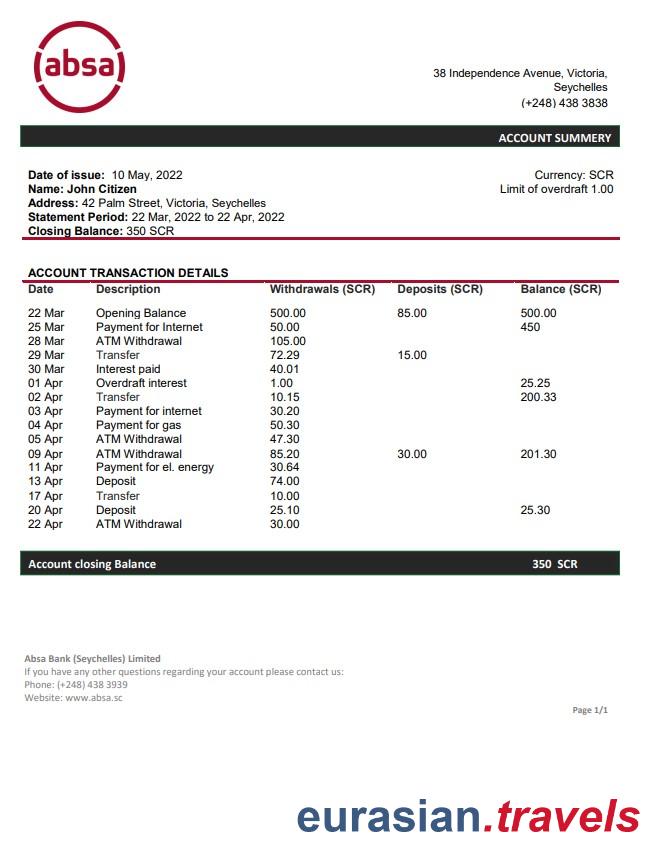 absa
38 Independence Avenue, Victoria,
Seychelles
(+248) 438 3838
ACCOUNT SUMMERY
Date of issue: 10 May, 2022
Currency: SCR
Name: John Citizen
Limit of overdraft 1.00
Address: 42 Palm Street, Victoria, Seychelles
Statement Period: 22 Mar, 2022 to 22 Apr, 2022
Closing Balance: 350 SCR
ACCOUNT TRANSACTION DETAILS
Date Description Withdrawals (SCR) Deposits (SCR) Balance (SCR)
22 Mar Opening Balance 500.00 85.00 500.00
25 Mar Payment for Internet 50.00 450
28 Mar ATM Withdrawal 105.00
29 Mar Transfer 72.29 15.00
30 Mar Interest paid 40.01
01 Apr Overdraft interest 1.00 25.25
02 Apr Transfer 10.15 200.33
03 Apr Payment for internet 30.20
04 Apr Payment for gas 50.30
05 Apr ATM Withdrawal 47.30
09 Apr ATM Withdrawal 85.20 30.00 201.30
11 Apr Payment for el. energy 30.64
13 Apr Deposit 74.00
17 Apr Transfer 10.00
20 Apr Deposit 25.10 25.30
22 Apr ATM Withdrawal 30.00
Account closing Balance 350 SCR
Absa Bank (Seychelles) Limited
If you have any other questions regarding your account please contact us:
Phone: (+248) 438 3939
Website: www.absa.sc
Page 1/1
eurasian.travels